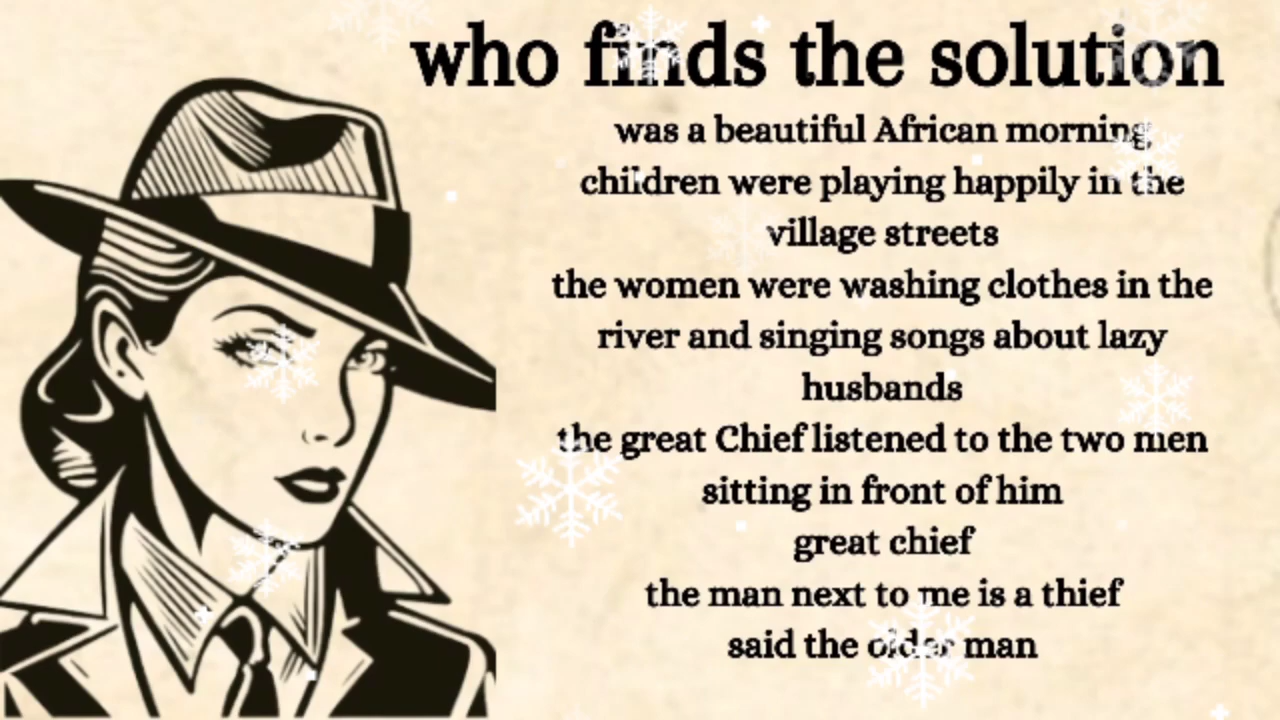 who finds the solution
was a beautiful African morning
children were playing happily in the
village streets
the women were washing clothes in the
river and singing songs about lazy
husbands
the great Chief listened to the two men
sitting in front of him
great chief
the man next to me is a thief
said the older man